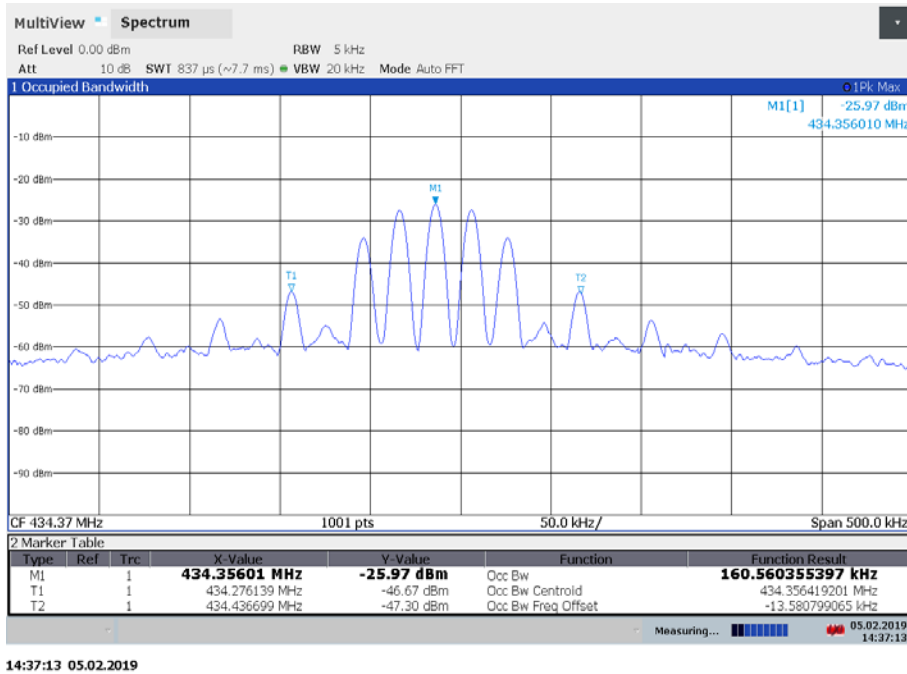 MultiView Spectrum
Ref Level 0.00 dBm RBW 5 kHz
Att 10 dB SWT 837 µs (~7.7 ms) VBW 20 kHz Mode Auto FFT
1 Occupied Bandwidth 1Pk Max
M1[1] -25.97 dBm
434.356010 MHz
-10 dBm
-20 dBm
M1
-30 dBm
-40 dBm
T1
T2
-50 dBm
-60 dBm
-70 dBm
-80 dBm
-90 dBm
CF 434.37 MHz 1001 pts 50.0 kHz/ Span 500.0 kHz
2 Marker Table
Type Ref Trc X-Value Y-Value Function Function Result
M1 1 434.35601 MHz -25.97 dBm Occ Bw 160.560355397 kHz
T1 1 434.276139 MHz -46.67 dBm Occ Bw Centroid 434.356419201 MHz
T2 1 434.436699 MHz -47.30 dBm Occ Bw Freq Offset -13.580799065 kHz
Measuring... 05.02.2019
14:37:13
14:37:13 05.02.2019